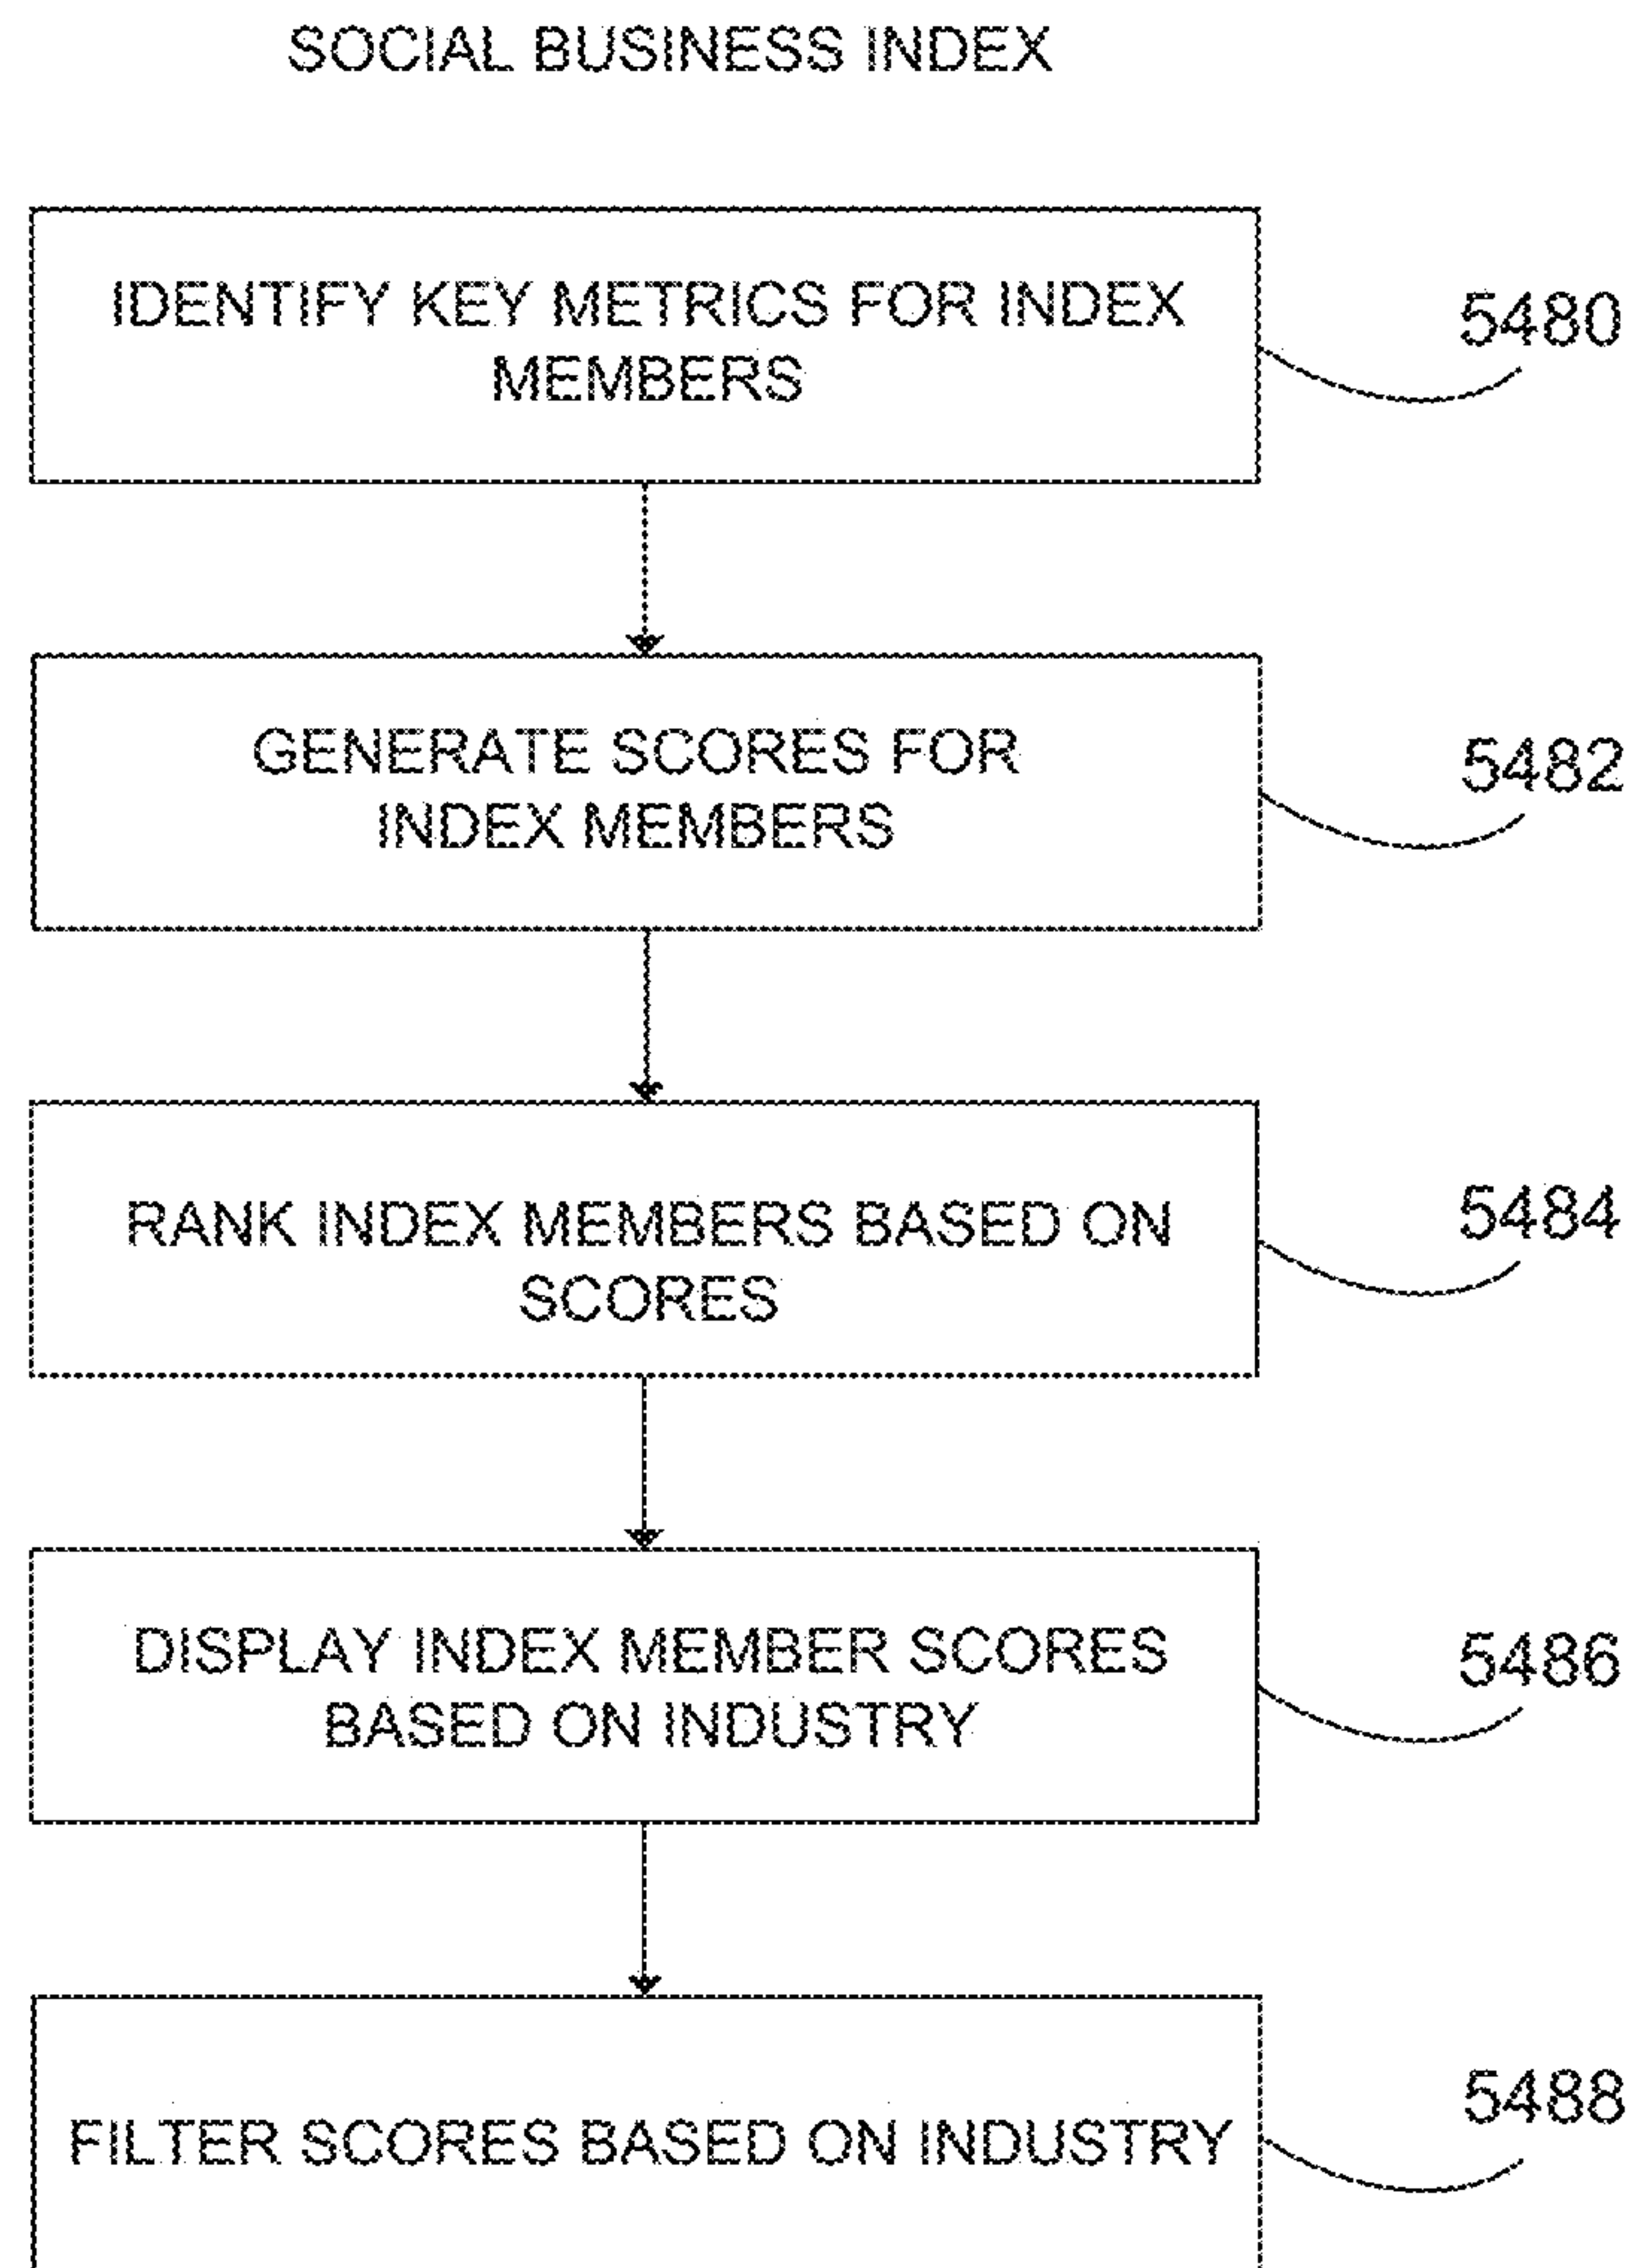 SOCIAL BUSINESS INDEX
IDENTIFY KEY METRICS FOR INDEX
MEMBERS
5480
GENERATE SCORES FOR
INDEX MEMBERS
5482
RANK INDEX MEMBERS BASED ON
SCORES
5484
DISPLAY INDEX MEMBER SCORES
BASED ON INDUSTRY
5486
FILTER SCORES BASED ON INDUSTRY
5488